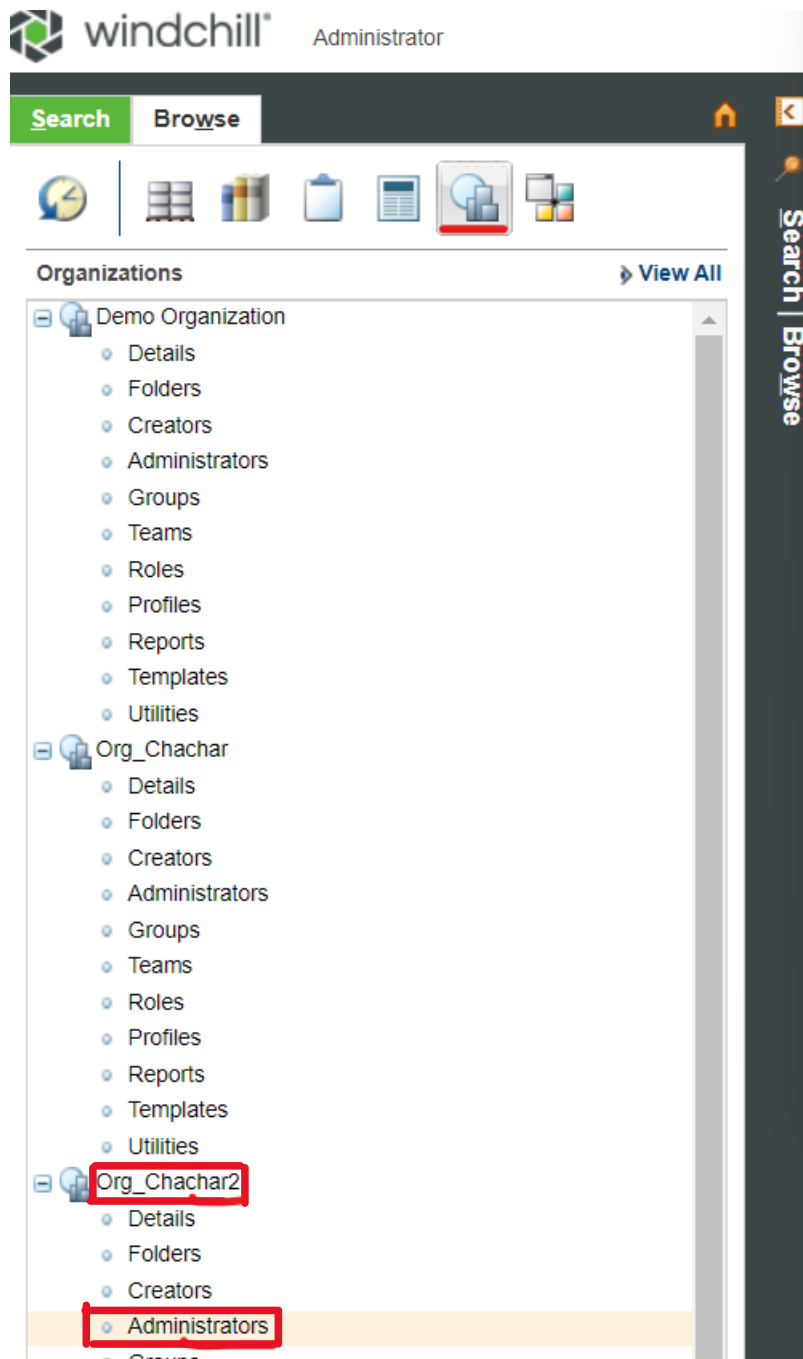 windchill® Administrator
Search Browse
Search | Browse
Organizations View All
Demo Organization
Details
Folders
Creators
Administrators
Groups
Teams
Roles
Profiles
Reports
Templates
Utilities
Org_Chachar
Details
Folders
Creators
Administrators
Groups
Teams
Roles
Profiles
Reports
Templates
Utilities
Org_Chachar2
Details
Folders
Creators
Administrators